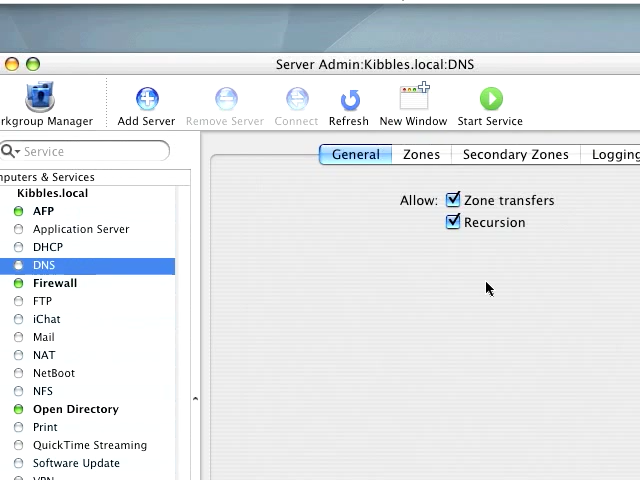 Server Admin:Kibbles.local:DNS
rkgroup Manager
Add Server
Remove Server
Connect
Refresh
New Window
Start Service
Service
General
Zones
Secondary Zones
Logging
nputers & Services
Kibbles.local
AFP
Application Server
DHCP
DNS
Firewall
FTP
iChat
Mail
NAT
NetBoot
NFS
Open Directory
Print
QuickTime Streaming
Software Update
VPN
Allow:
Zone transfers
Recursion